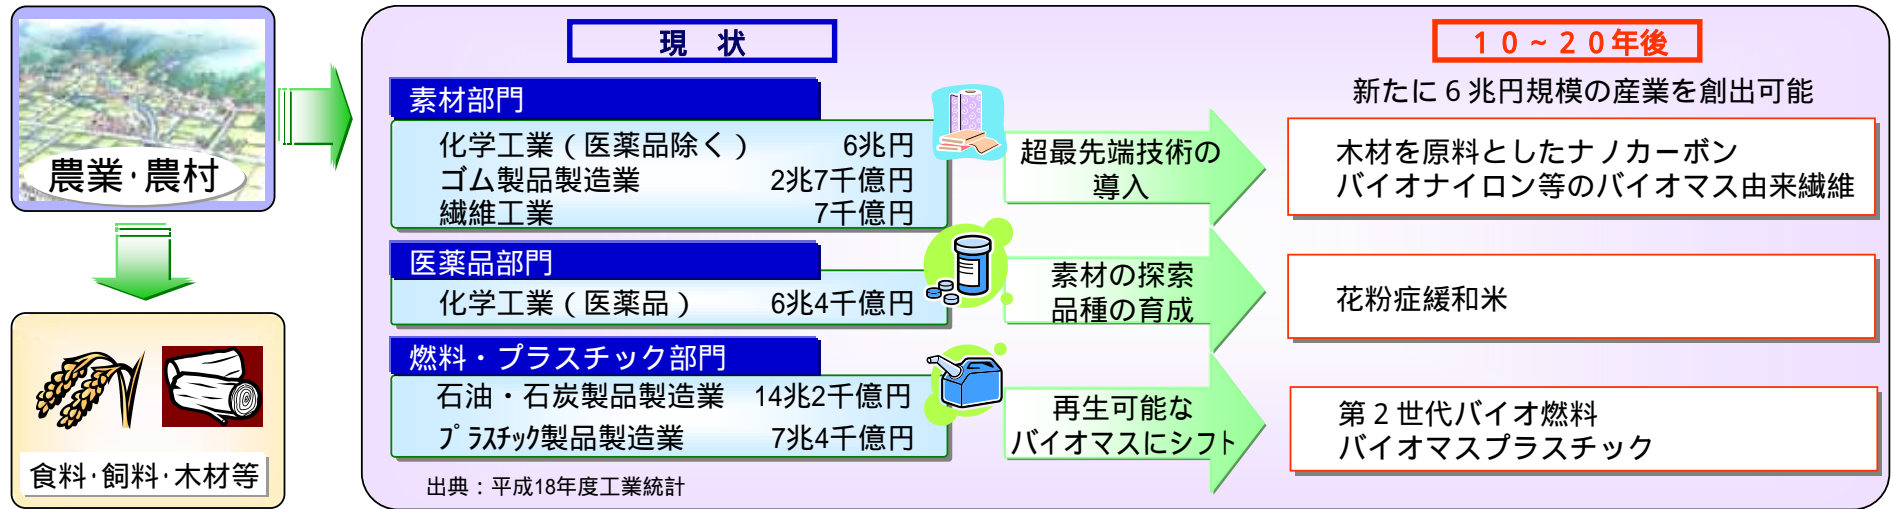 農業・農村
食料・飼料・木材等
現　状
素材部門
化学工業（医薬品除く）　6兆円
ゴム製品製造業　2兆7千億円
繊維工業　7千億円
医薬品部門
化学工業（医薬品）　6兆4千億円
燃料・プラスチック部門
石油・石炭製品製造業　14兆2千億円
ﾌﾟﾗｽﾁｯｸ製品製造業　7兆4千億円
出典：平成18年度工業統計
超最先端技術の
導入
素材の探索
品種の育成
再生可能な
バイオマスにシフト
１０～２０年後
新たに６兆円規模の産業を創出可能
木材を原料としたナノカーボン
バイオナイロン等のバイオマス由来繊維
花粉症緩和米
第２世代バイオ燃料
バイオマスプラスチック